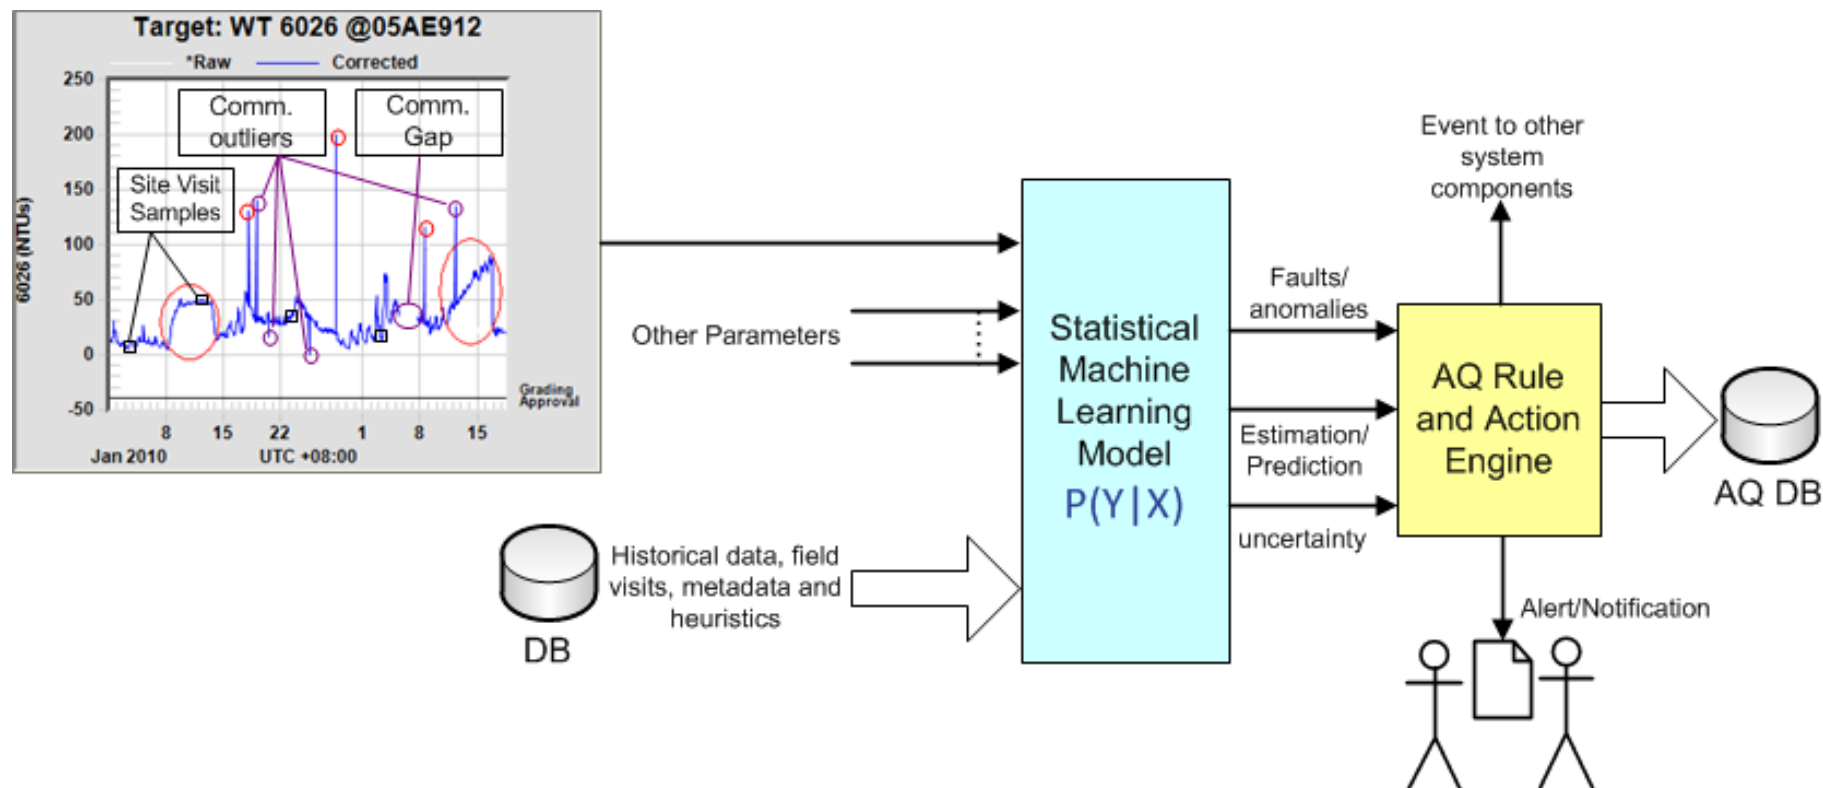 Target: WT 6026 @05AE912
*Raw
Corrected
250
200
150
100
50
0
-50
6026 (NTUs)
Comm.
outliers
Comm.
Gap
Site Visit
Samples
Grading
Approval
8
15
22
1
8
15
Jan 2010
UTC +08:00
Other Parameters
DB
Historical data, field
visits, metadata and
heuristics
Statistical
Machine
Learning
Model
P(Y|X)
Faults/
anomalies
Estimation/
Prediction
uncertainty
Event to other
system
components
AQ Rule
and Action
Engine
AQ DB
Alert/Notification